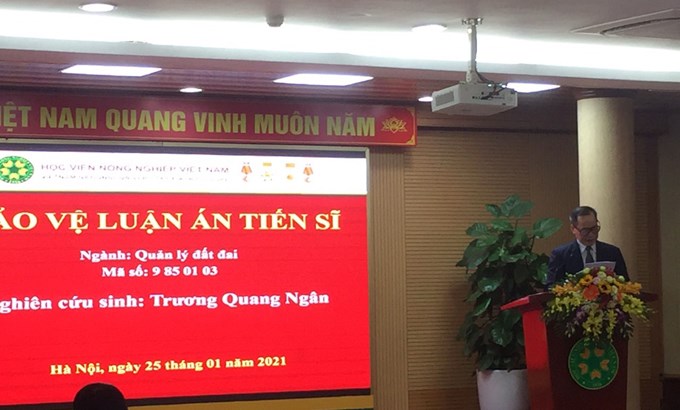 VIỆT NAM QUANG VINH MUÔN NĂM
HỌC VIỆN NÔNG NGHIỆP VIỆT NAM
ẢO VỆ LUẬN ÁN TIẾN SĨ
Ngành: Quản lý đất đai
Mã số: 9 85 01 03
ghiên cứu sinh: Trương Quang Ngân
Hà Nội, ngày 25 tháng 01 năm 2021